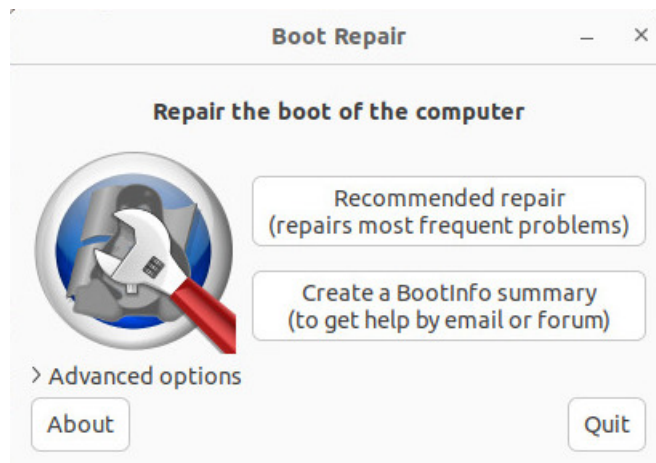 Boot Repair
Repair the boot of the computer
Recommended repair
(repairs most frequent problems)
Create a BootInfo summary
(to get help by email or forum)
Advanced options
About
Quit